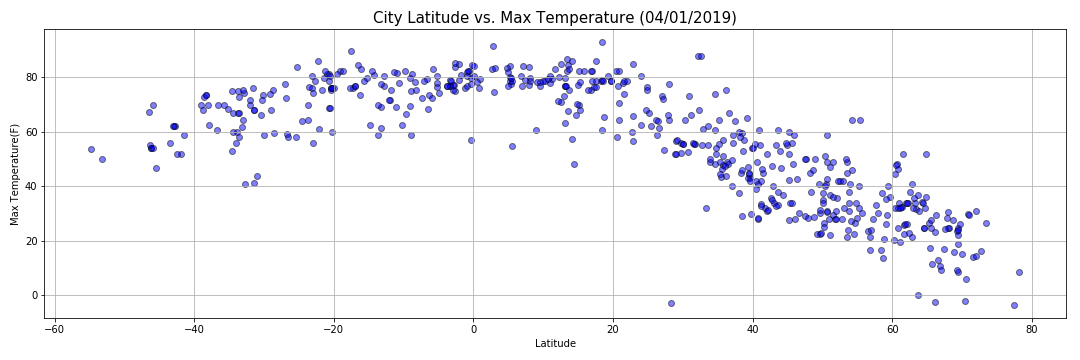 City Latitude vs. Max Temperature (04/01/2019)
Max Temperature(F)
80
60
40
20
0
−60 −40 −20 0 20 40 60 80
Latitude